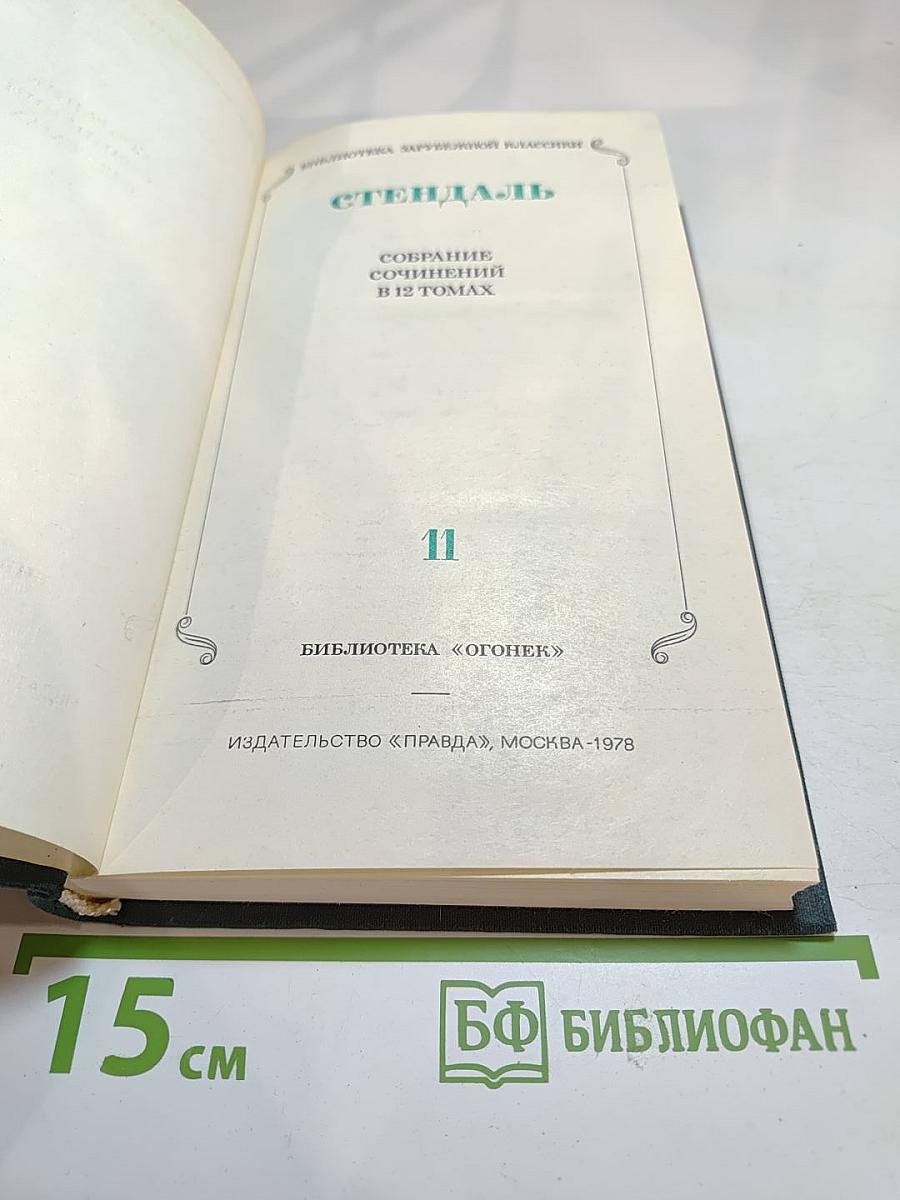 БИБЛИОТЕКА ЗАРУБЕЖНОЙ КЛАССИКИ
СТЕНДАЛЬ
СОБРАНИЕ
СОЧИНЕНИЙ
В 12 ТОМАХ
11
БИБЛИОТЕКА «ОГОНЕК»
ИЗДАТЕЛЬСТВО «ПРАВДА», МОСКВА-1978
15 см
БФ БИБЛИОФАН